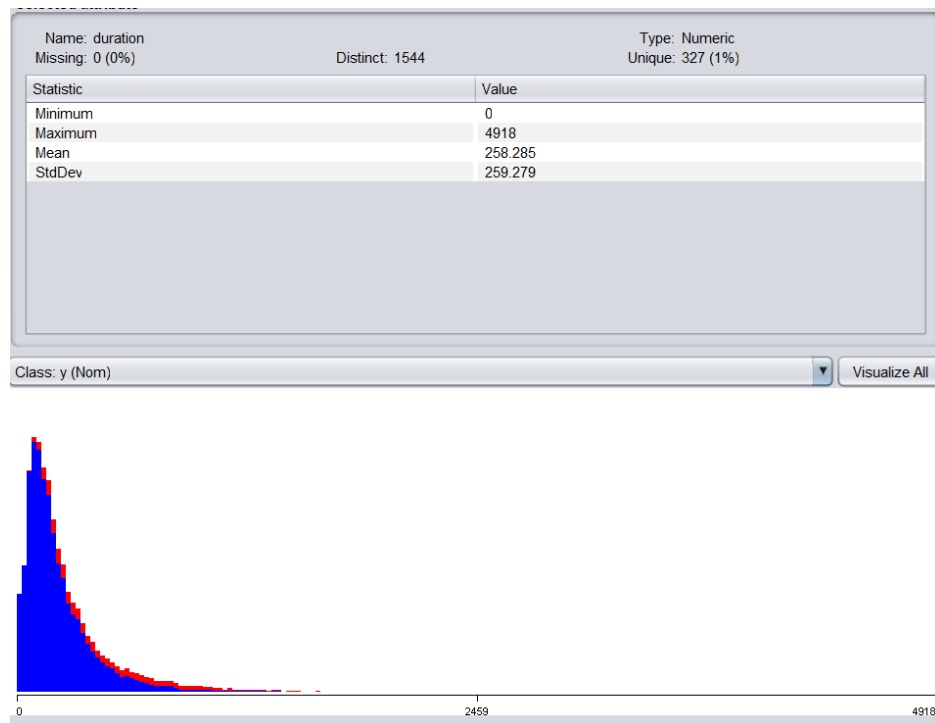 Name: duration Type: Numeric
Missing: 0 (0%) Distinct: 1544 Unique: 327 (1%)
Statistic Value
Minimum 0
Maximum 4918
Mean 258.285
StdDev 259.279
Class: y (Nom) Visualize All
0 2459 4918